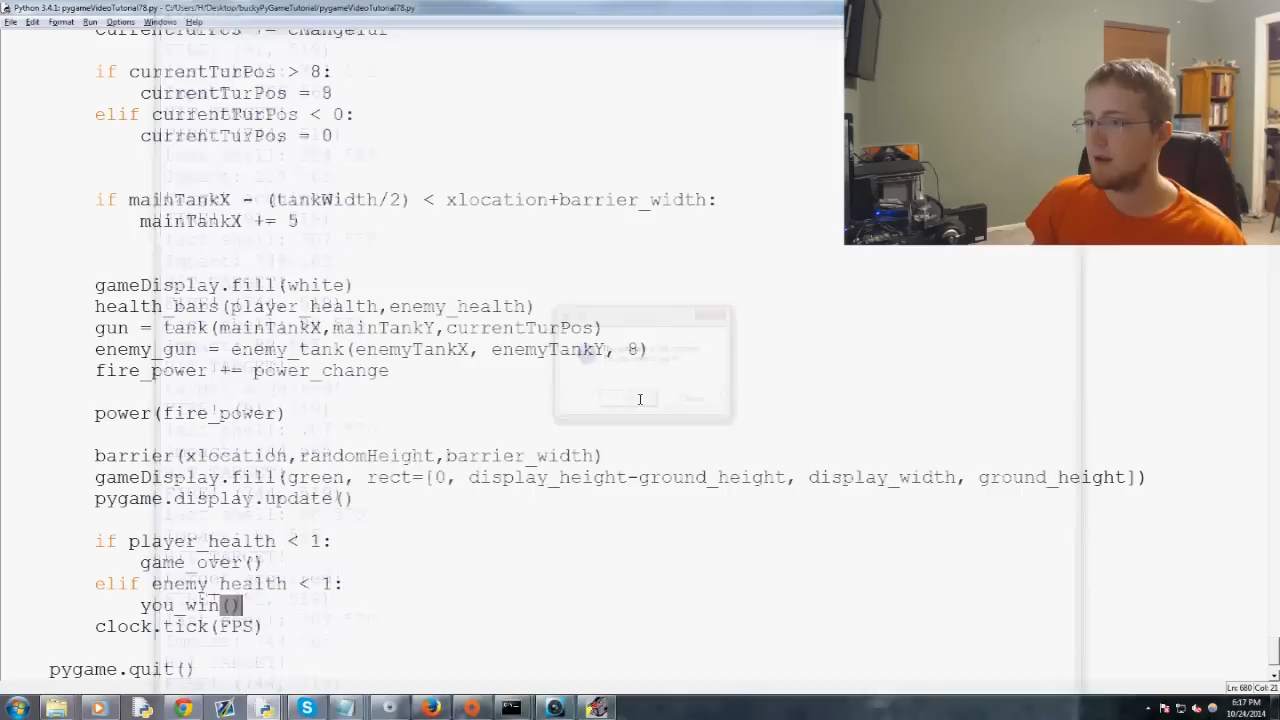 Python 3.4.1: pygameVideoTutorial78.py - C:/Users/H/Desktop/buckyPyGameTutorial/pygameVideoTutorial78.py
File Edit Format Run Options Windows Help
currentTurPos += changeTur
if currentTurPos > 8:
currentTurPos = 8
elif currentTurPos < 0:
currentTurPos = 0
if mainTankX - (tankWidth/2) < xlocation+barrier_width:
mainTankX += 5
gameDisplay.fill(white)
health_bars(player_health,enemy_health)
gun = tank(mainTankX,mainTankY,currentTurPos)
enemy_gun = enemy_tank(enemyTankX, enemyTankY, 8)
fire_power += power_change
power(fire_power)
barrier(xlocation,randomHeight,barrier_width)
gameDisplay.fill(green, rect=[0, display_height-ground_height, display_width, ground_height])
pygame.display.update()
if player_health < 1:
game_over()
elif enemy_health < 1:
you_win()
clock.tick(FPS)
pygame.quit()
Ln: 680 Col: 21
6:17 PM
10/24/2014